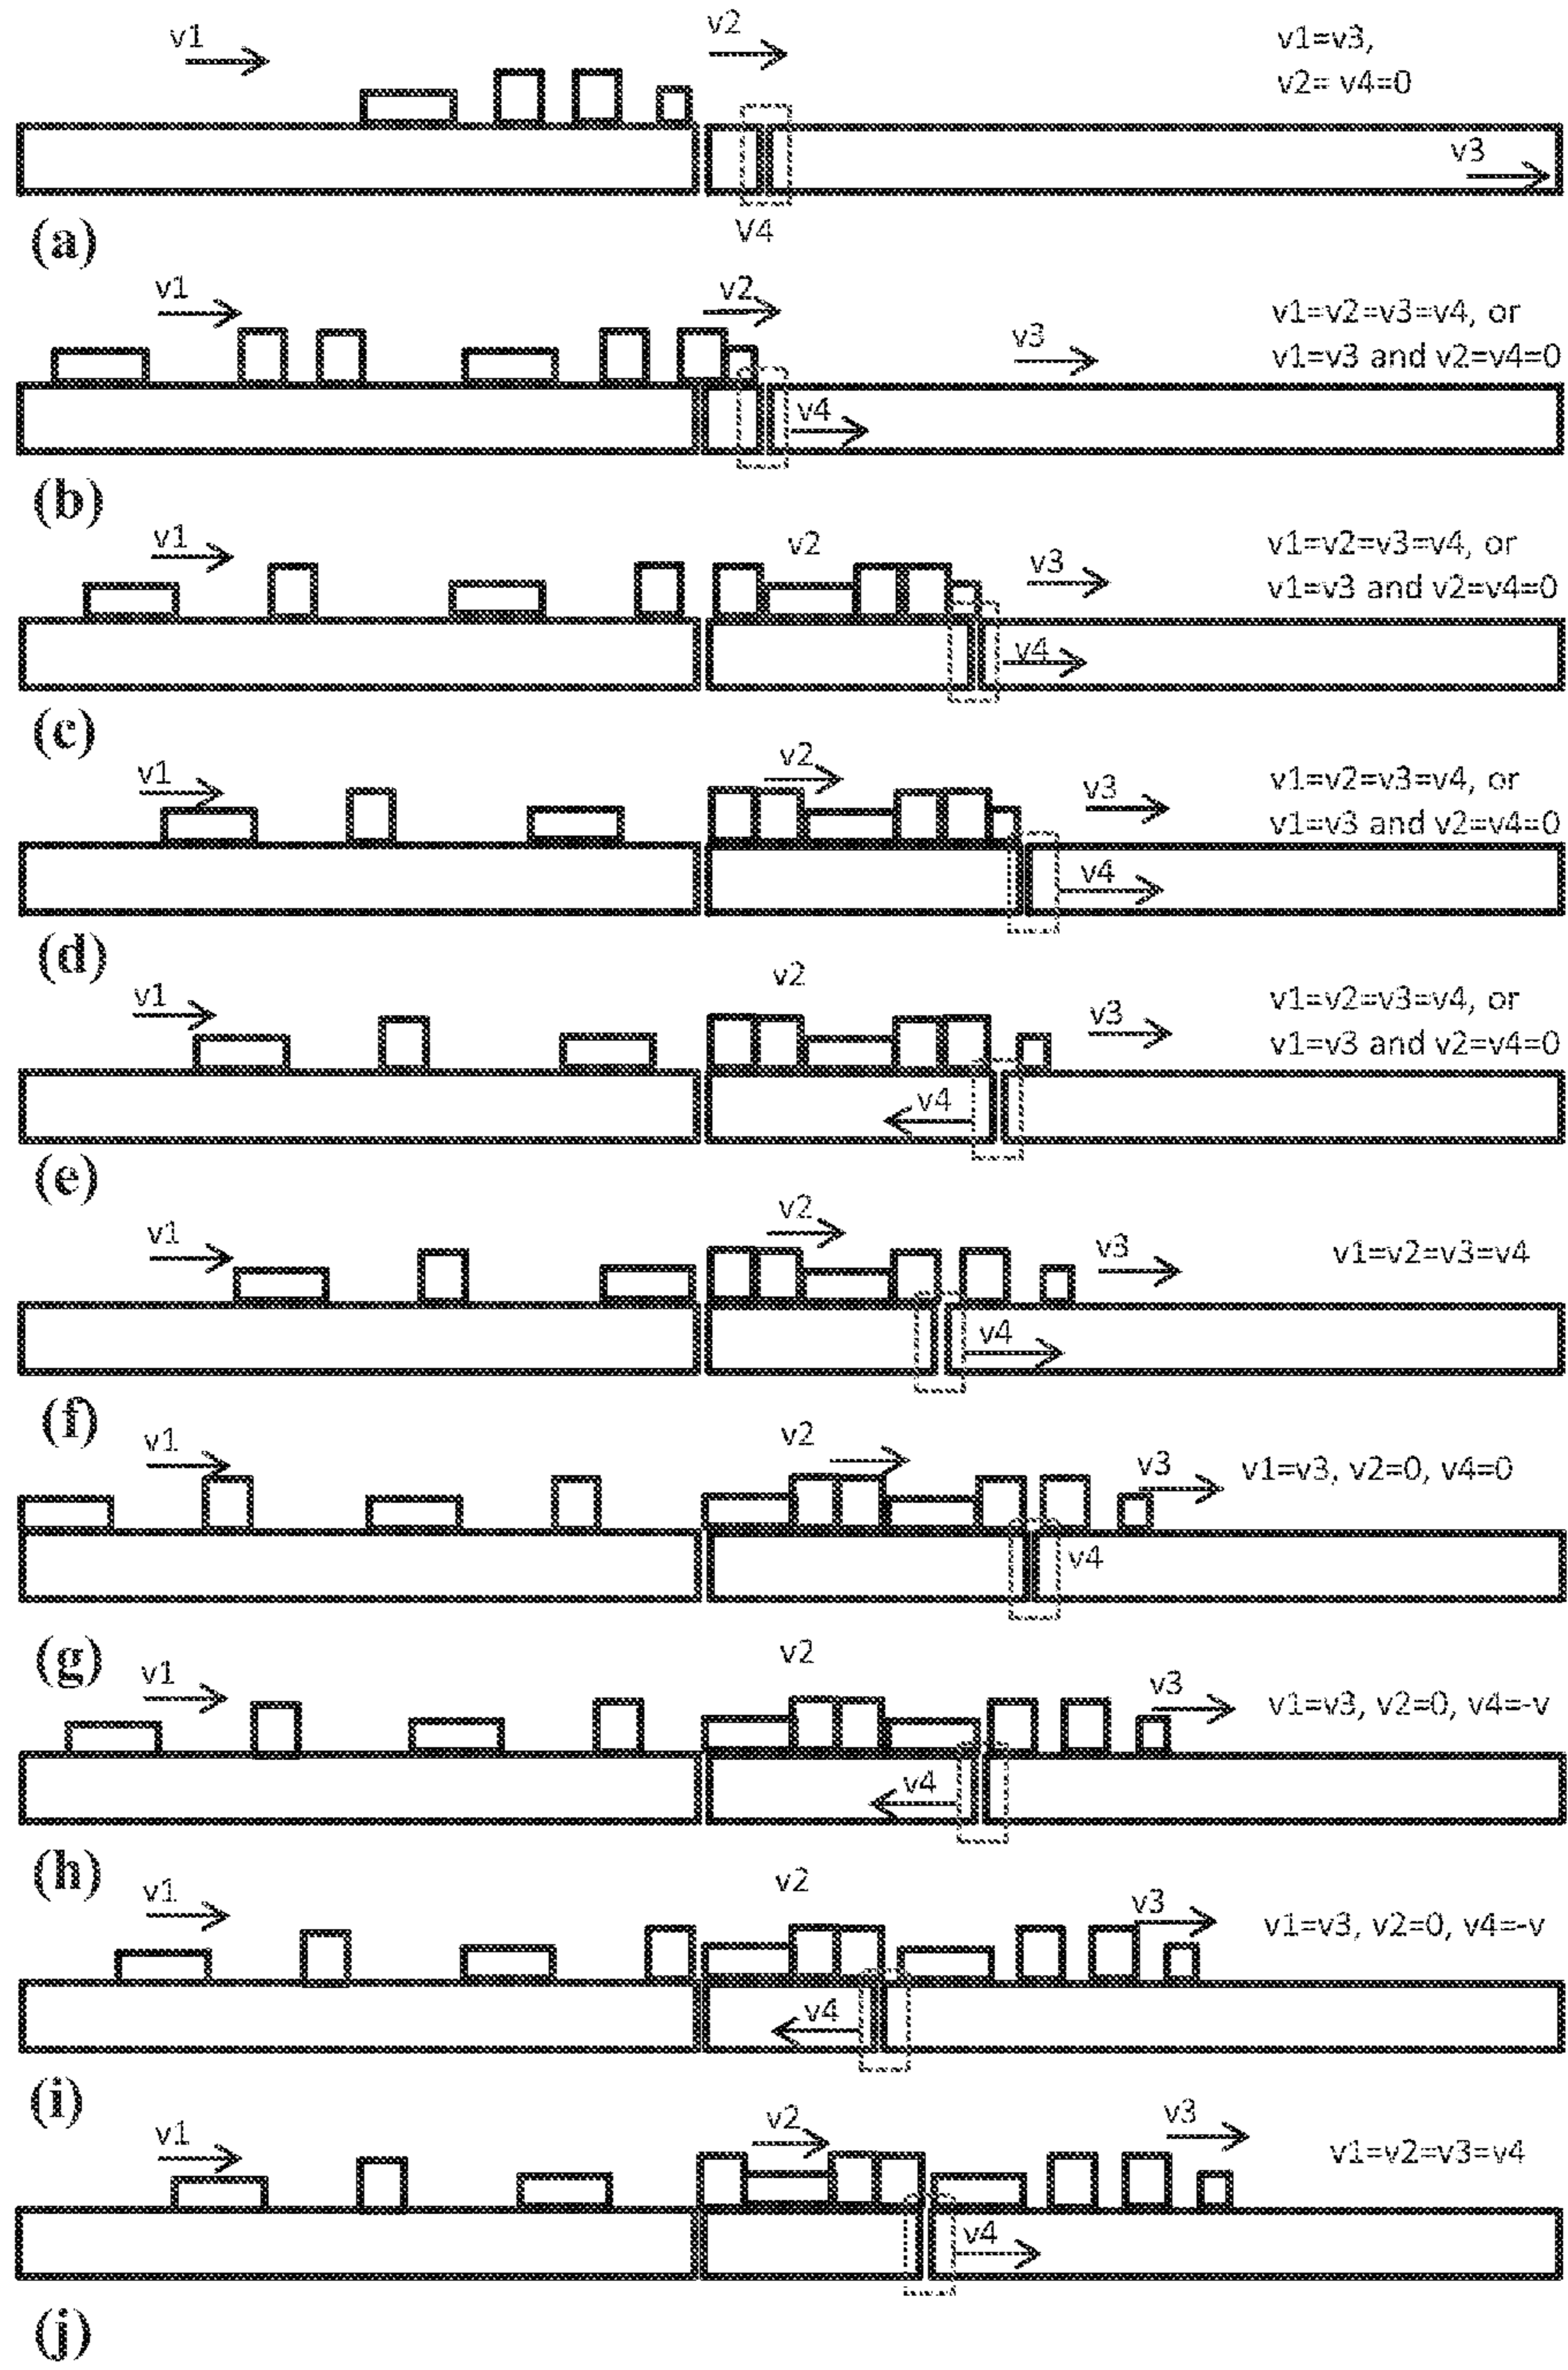 v1
v2
v1=v3,
v2= v4=0
v3
V4
(a)
v1
v2
v3
v1=v2=v3=v4, or
v1=v3 and v2=v4=0
v4
(b)
v1
v2
v3
v1=v2=v3=v4, or
v1=v3 and v2=v4=0
v4
(c)
v1
v2
v3
v1=v2=v3=v4, or
v1=v3 and v2=v4=0
v4
(d)
v1
v2
v3
v1=v2=v3=v4, or
v1=v3 and v2=v4=0
v4
(e)
v1
v2
v3
v1=v2=v3=v4
v4
(f)
v1
v2
v3
v1=v3, v2=0, v4=0
v4
(g)
v1
v2
v3
v1=v3, v2=0, v4=-v
v4
(h)
v1
v2
v3
v1=v3, v2=0, v4=-v
v4
(i)
v1
v2
v3
v1=v2=v3=v4
v4
(j)